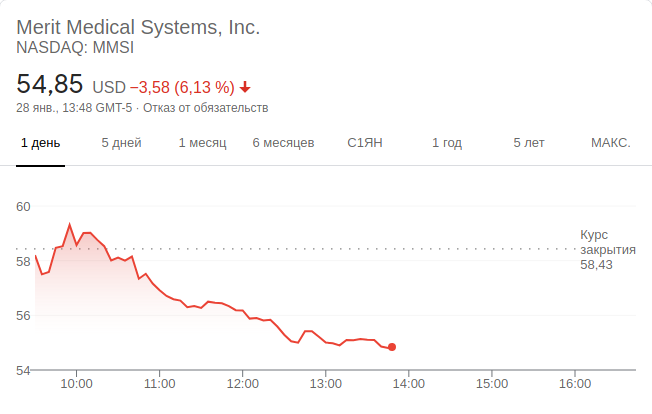 Merit Medical Systems, Inc.
NASDAQ: MMSI
54,85 USD −3,58 (6,13 %)
28 янв., 13:48 GMT-5 · Отказ от обязательств
1 день 5 дней 1 месяц 6 месяцев С1ЯН 1 год 5 лет МАКС.
60
Курс
закрытия
58,43
58
56
54
10:00 11:00 12:00 13:00 14:00 15:00 16:00